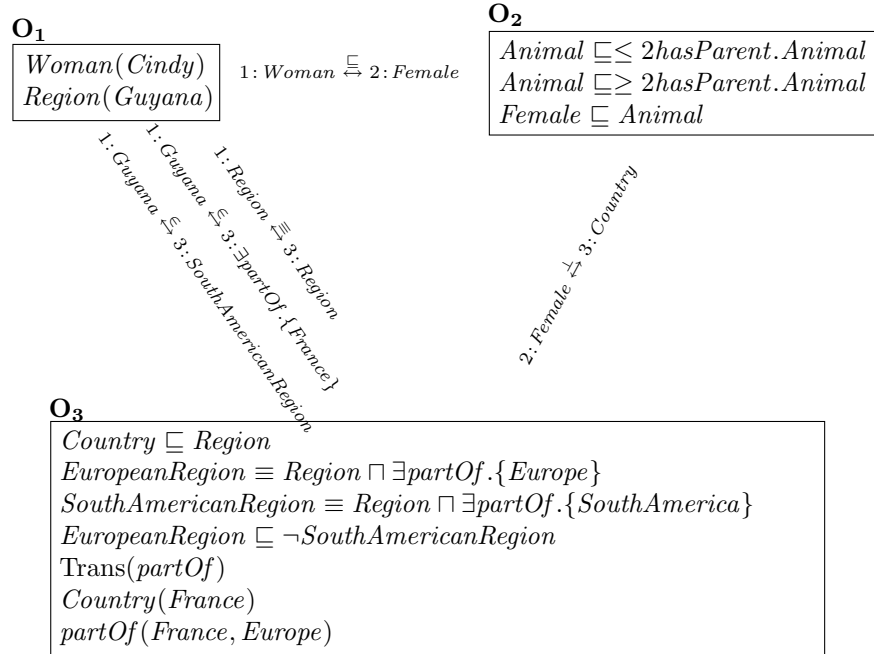 O₁
Woman(Cindy)
Region(Guyana)
1: Woman ⊑↔ 2: Female
O₂
Animal ⊑≤ 2hasParent.Animal
Animal ⊑≥ 2hasParent.Animal
Female ⊑ Animal
1: Guyana ∈↔ 3: SouthAmericanRegion
1: Guyana ∈↔ 3: ∃partOf.{France}
1: Region ≡↔ 3: Region
2: Female ⊥↔ 3: Country
O₃
Country ⊑ Region
EuropeanRegion ≡ Region ⊓ ∃partOf.{Europe}
SouthAmericanRegion ≡ Region ⊓ ∃partOf.{SouthAmerica}
EuropeanRegion ⊑ ¬SouthAmericanRegion
Trans(partOf)
Country(France)
partOf(France, Europe)